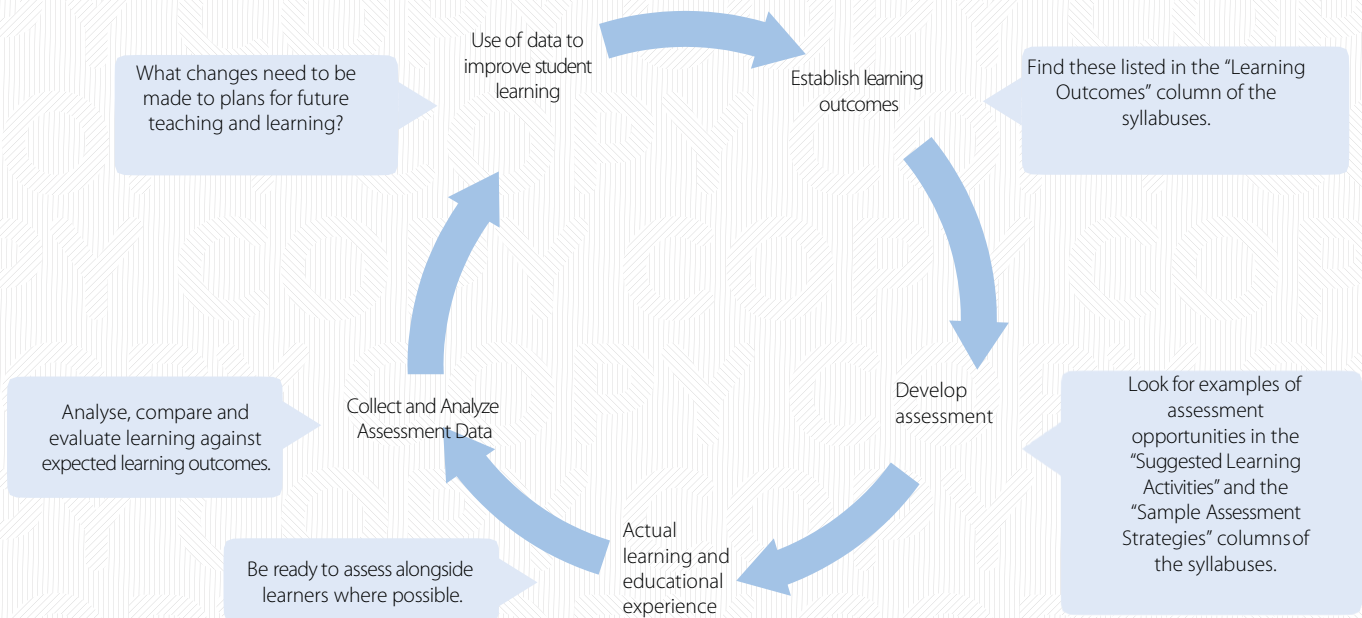 Use of data to
improve student
learning
What changes need to be
made to plans for future
teaching and learning?
Establish learning
outcomes
Find these listed in the “Learning
Outcomes” column of the
syllabuses.
Develop
assessment
Look for examples of
assessment
opportunities in the
“Suggested Learning
Activities” and the
“Sample Assessment
Strategies” columns of
the syllabuses.
Actual
learning and
educational
experience
Be ready to assess alongside
learners where possible.
Collect and Analyze
Assessment Data
Analyse, compare and
evaluate learning against
expected learning outcomes.